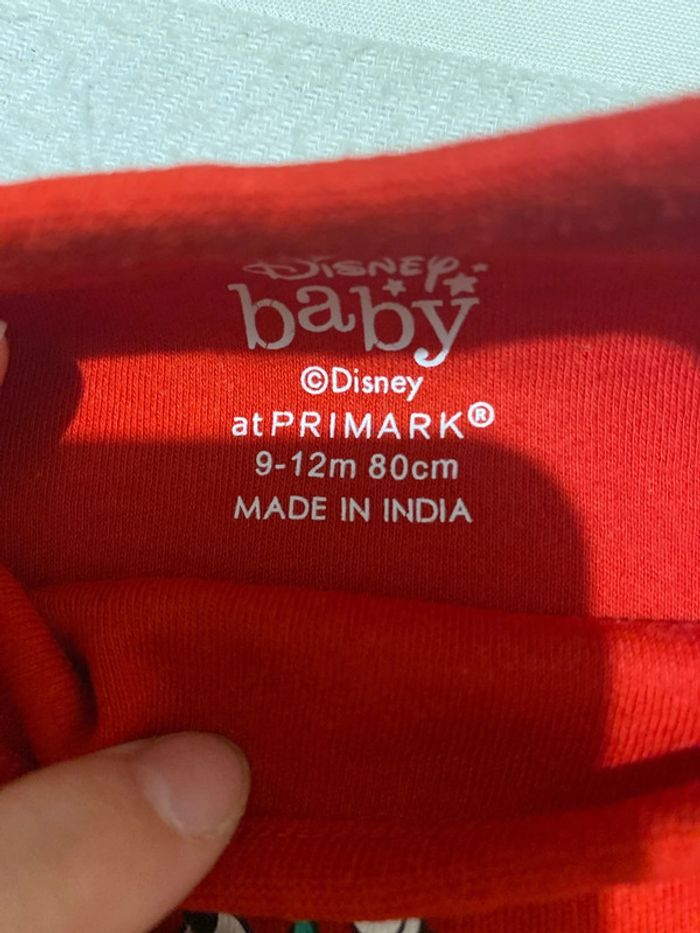 Disney
baby
©Disney
at PRIMARK®
9-12m 80cm
MADE IN INDIA